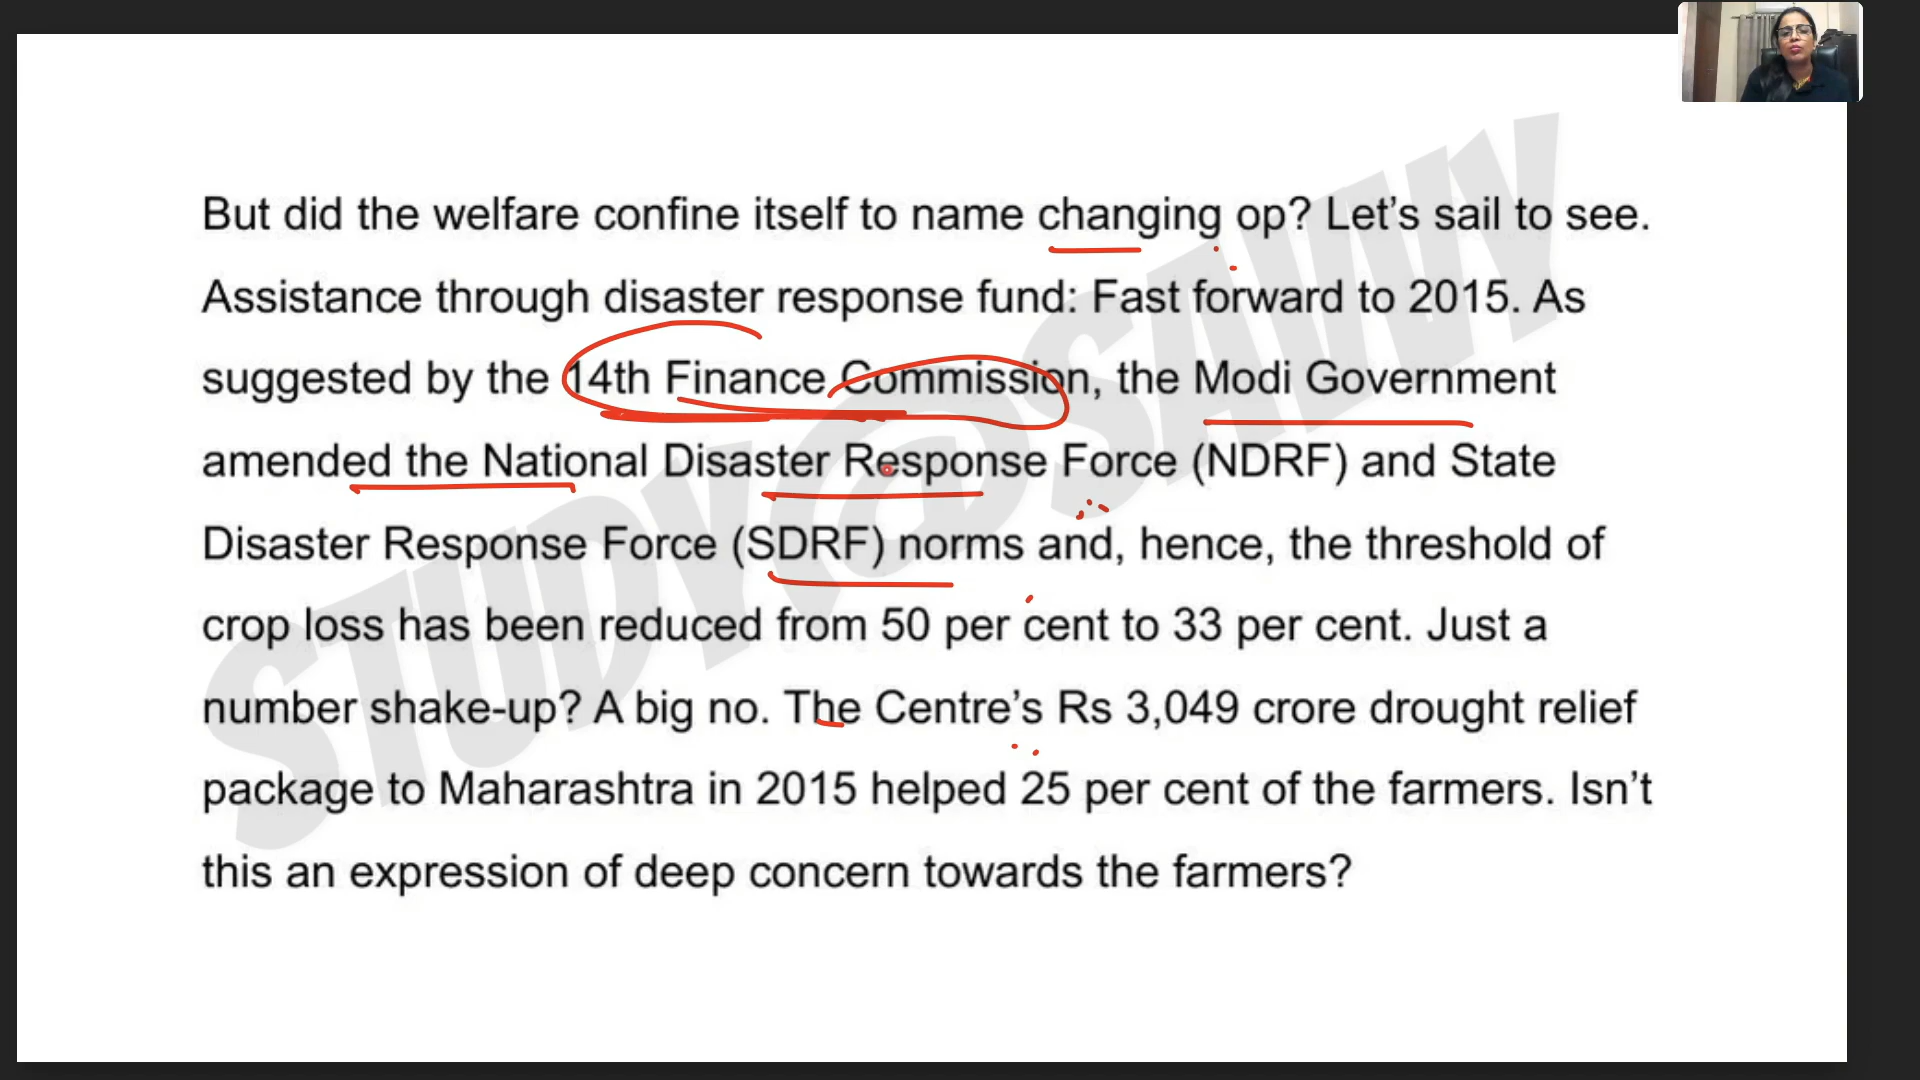 But did the welfare confine itself to name changing op? Let’s sail to see.
Assistance through disaster response fund: Fast forward to 2015. As
suggested by the 14th Finance Commission, the Modi Government
amended the National Disaster Response Force (NDRF) and State
Disaster Response Force (SDRF) norms and, hence, the threshold of
crop loss has been reduced from 50 per cent to 33 per cent. Just a
number shake-up? A big no. The Centre’s Rs 3,049 crore drought relief
package to Maharashtra in 2015 helped 25 per cent of the farmers. Isn’t
this an expression of deep concern towards the farmers?
STUDY@SAVVY